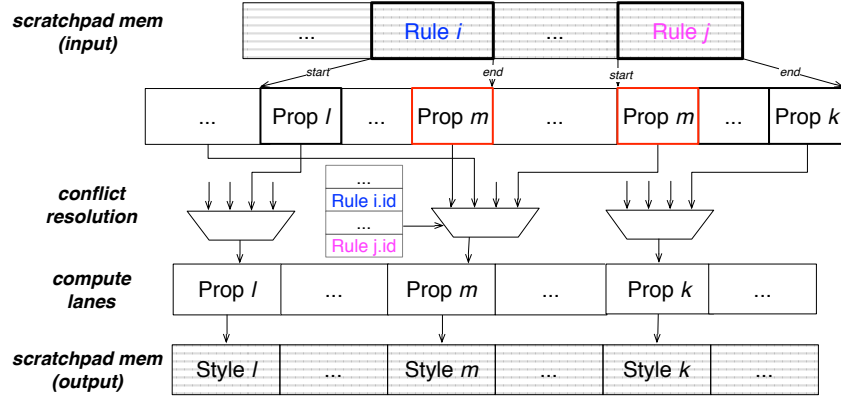 scratchpad mem
(input)
... Rule i ... Rule j
start end start end
... Prop l ... Prop m ... Prop m ... Prop k
conflict
resolution
...
Rule i.id
...
Rule j.id
compute
lanes
Prop l ... Prop m ... Prop k ...
scratchpad mem
(output)
Style l ... Style m ... Style k ...